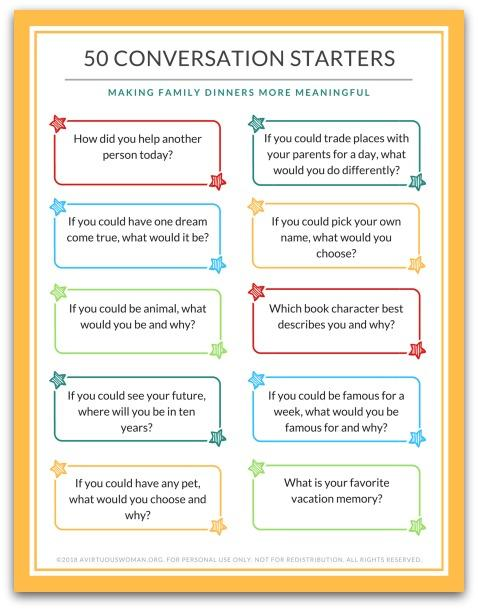 50 CONVERSATION STARTERS
MAKING FAMILY DINNERS MORE MEANINGFUL
How did you help another
person today?
If you could trade places with
your parents for a day, what
would you do differently?
If you could have one dream
come true, what would it be?
If you could pick your own
name, what would you
choose?
If you could be animal, what
would you be and why?
Which book character best
describes you and why?
If you could see your future,
where will you be in ten
years?
If you could be famous for a
week, what would you be
famous for and why?
If you could have any pet,
what would you choose and
why?
What is your favorite
vacation memory?
©2018 AVIRTUOUSWOMAN.ORG. FOR PERSONAL USE ONLY. NOT FOR REDISTRIBUTION. ALL RIGHTS RESERVED.